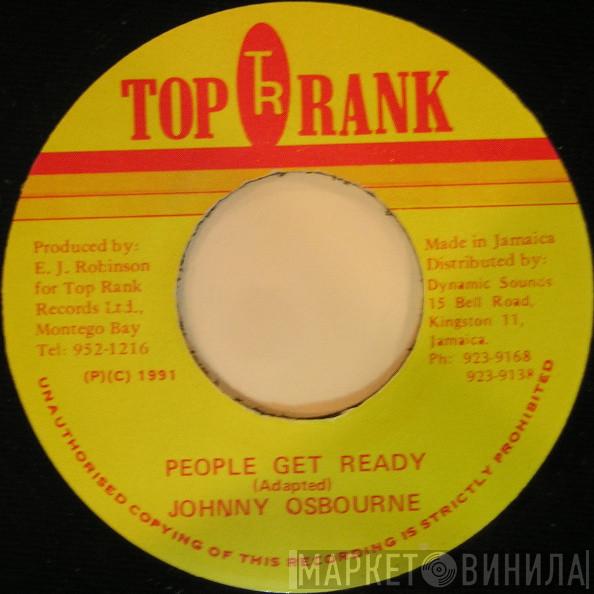 TOP TR RANK
Produced by:
E. J. Robinson
for Top Rank
Records Ltd.,
Montego Bay
Tel: 952-1216
(P)(C) 1991
Made in Jamaica
Distributed by:
Dynamic Sounds
15 Bell Road,
Kingston 11,
Jamaica.
Ph: 923-9168
923-9138
PEOPLE GET READY
(Adapted)
JOHNNY OSBOURNE
UNAUTHORISED COPYING OF THIS RECORDING IS STRICTLY PROHIBITED
МАРКЕТ ВИНИЛА